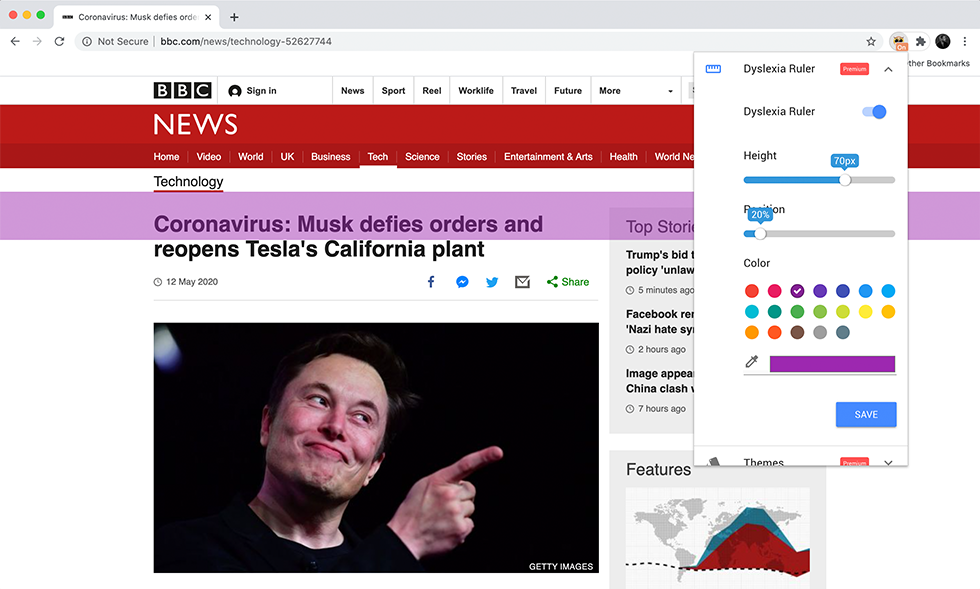 Coronavirus: Musk defies orde
Not Secure | bbc.com/news/technology-52627744
On
ther Bookmarks
BBC
Sign in
News
Sport
Reel
Worklife
Travel
Future
More
NEWS
Home
Video
World
UK
Business
Tech
Science
Stories
Entertainment & Arts
Health
World Ne
Technology
Coronavirus: Musk defies orders and
reopens Tesla's California plant
12 May 2020
Share
GETTY IMAGES
Top Storie
Trump's bid t
policy 'unlaw
5 minutes ago
Facebook rem
'Nazi hate sy
2 hours ago
Image appear
China clash w
7 hours ago
Features
Dyslexia Ruler
Premium
Dyslexia Ruler
Height
70px
Position
20%
Color
SAVE
Themes
Premium